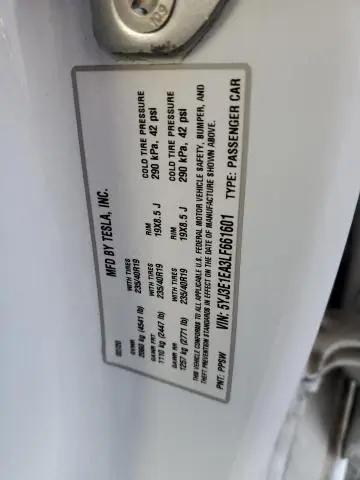 MFD BY TESLA, INC.
02/20
GVWR
2060 kg (4541 lb)
GAWR FRT WITH TIRES RIM COLD TIRE PRESSURE
1110 kg (2447 lb) 235/40R19 19X8.5 J 290 kPa, 42 psi
GAWR RR WITH TIRES RIM COLD TIRE PRESSURE
1257 kg (2771 lb) 235/40R19 19X8.5 J 290 kPa, 42 psi
THIS VEHICLE CONFORMS TO ALL APPLICABLE U.S. FEDERAL MOTOR VEHICLE SAFETY, BUMPER, AND
THEFT PREVENTION STANDARDS IN EFFECT ON THE DATE OF MANUFACTURE SHOWN ABOVE.
VIN: 5YJ3E1EA3LF661601 TYPE: PASSENGER CAR
PNT: PPSW